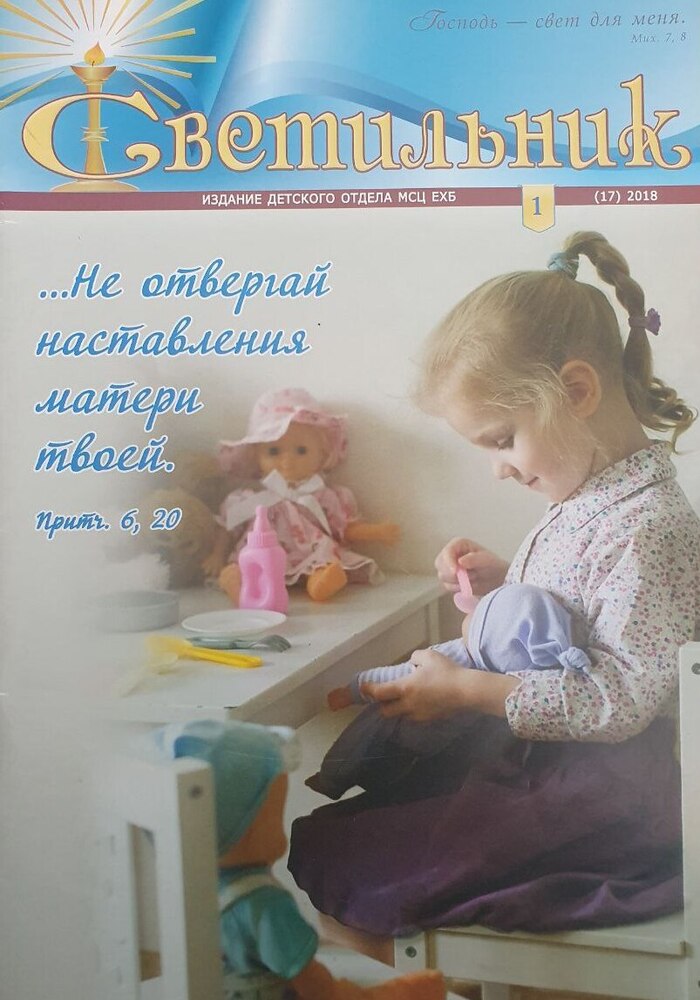 Господь — свет для меня.
Мих. 7, 8
Светильник
ИЗДАНИЕ ДЕТСКОГО ОТДЕЛА МСЦ ЕХБ
1
(17) 2018
...Не отвергай
наставления
матери
твоей.
Притч. 6, 20